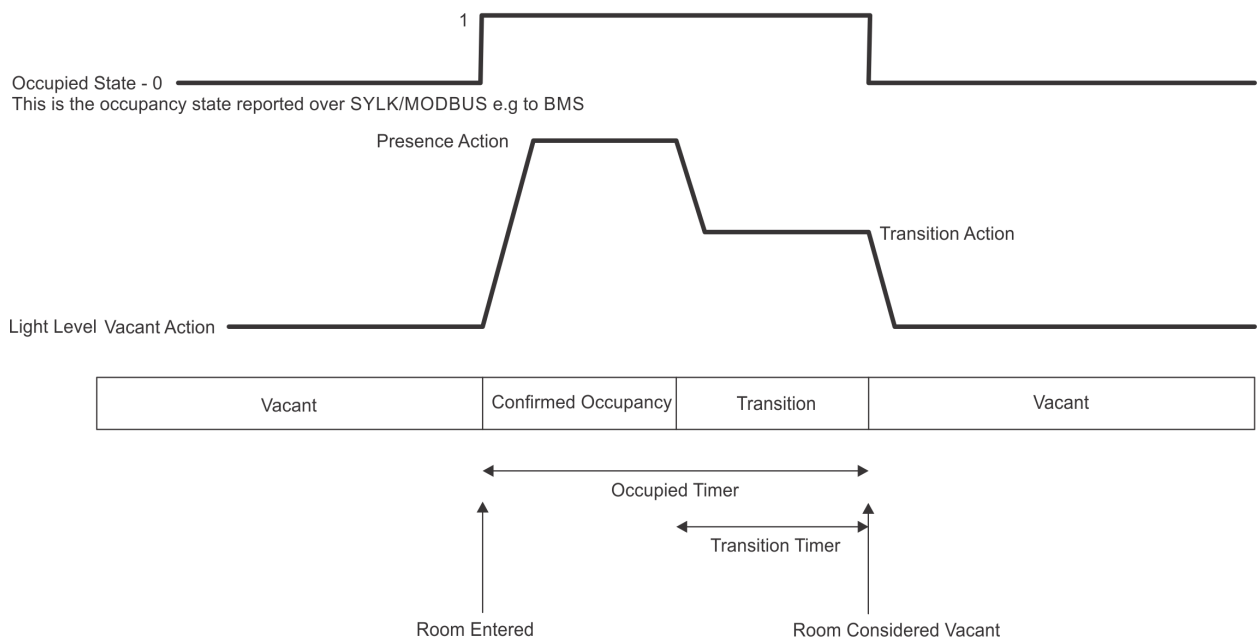 1
Occupied State - 0
This is the occupancy state reported over SYLK/MODBUS e.g to BMS
Presence Action
Transition Action
Light Level Vacant Action
Vacant
Confirmed Occupancy
Transition
Vacant
Occupied Timer
Transition Timer
Room Entered
Room Considered Vacant